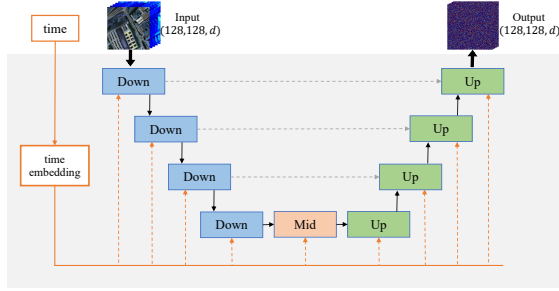 time
Input
(128,128, d)
Output
(128,128, d)
Down
Up
Down
Up
time
embedding
Down
Up
Down
Mid
Up